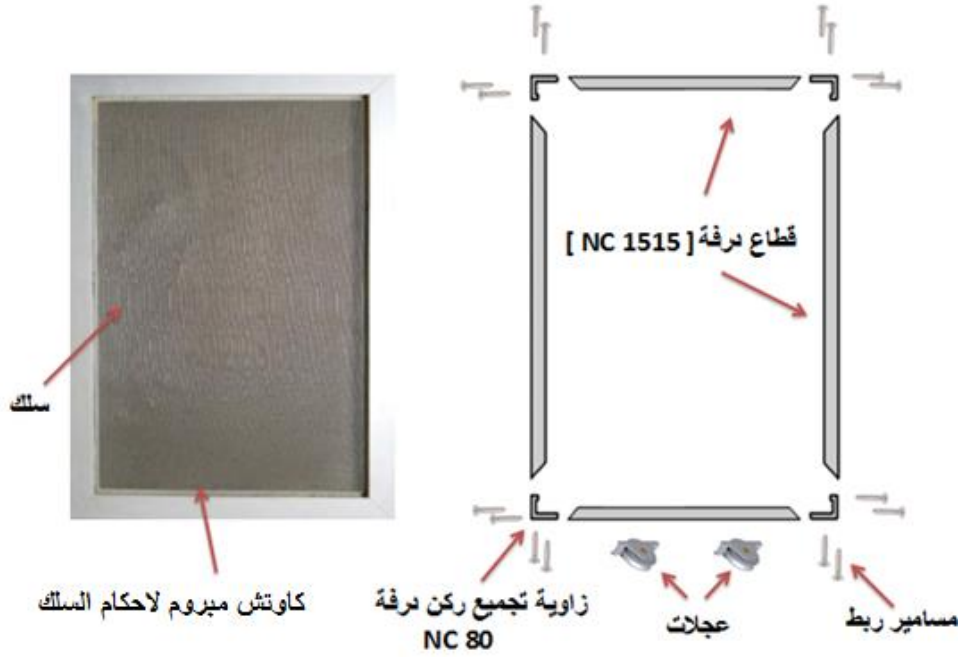 قطاع درفة [ NC 1515 ]
سلك
كاوتش مبروم لاحكام السلك
زاوية تجميع ركن درفة
NC 80
عجلات
مسامير ربط